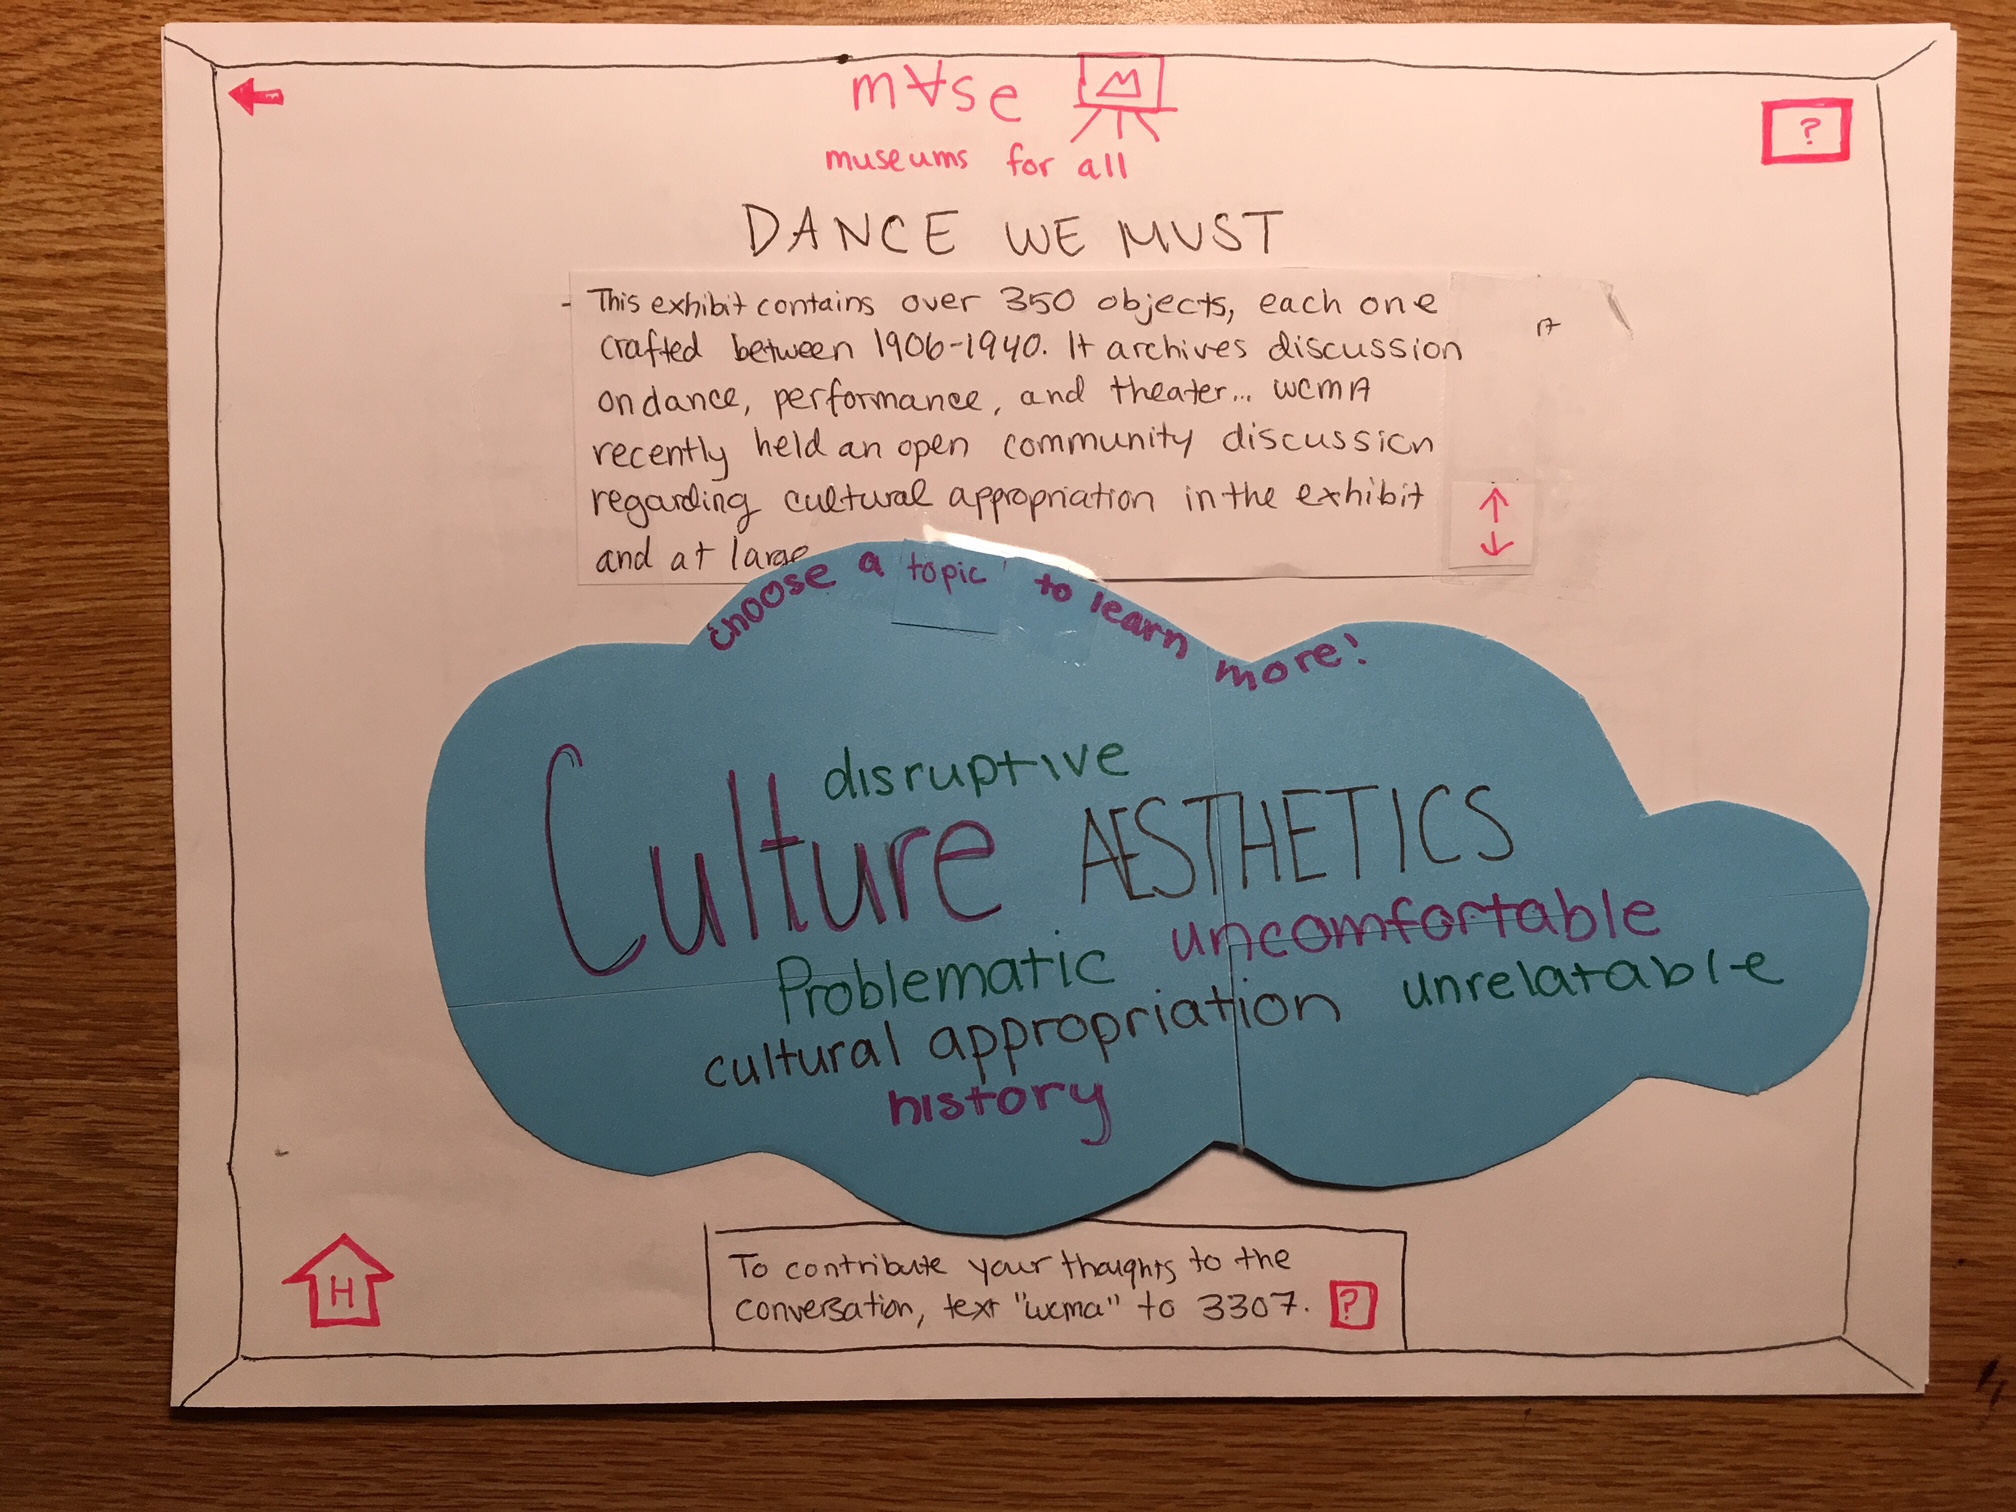 m∀se
museums for all
?
DANCE WE MUST
- This exhibit contains over 350 objects, each one
crafted between 1906-1940. It archives discussion
on dance, performance, and theater... WCMA
recently held an open community discussion
regarding cultural appropriation in the exhibit
and at large
choose a topic to learn more!
disruptive
Culture AESTHETICS
Problematic uncomfortable
cultural appropriation unrelatable
history
H
To contribute your thoughts to the
conversation, text "wcma" to 3307. ?